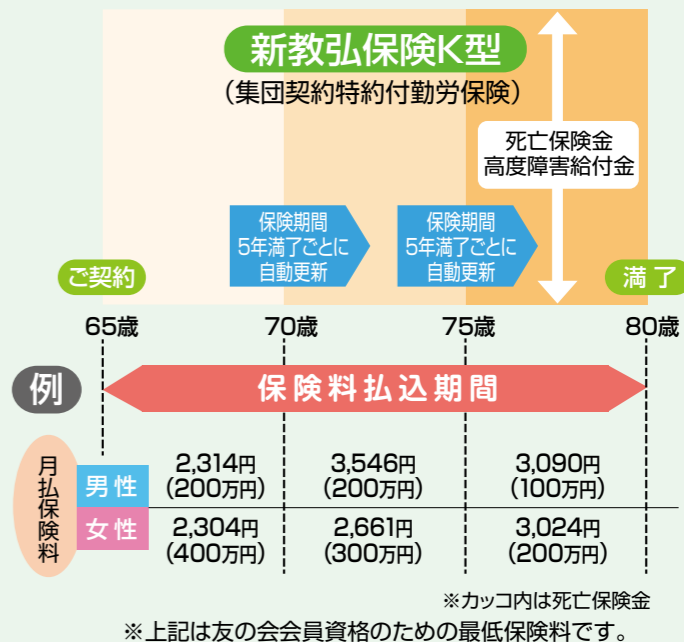 新教弘保険K型
（集団契約特約付勤労保険）
死亡保険金
高度障害給付金
保険期間
5年満了ごとに
自動更新
保険期間
5年満了ごとに
自動更新
ご契約
満了
65歳 70歳 75歳 80歳
例
保険料払込期間
月払保険料
男性
2,314円 3,546円 3,090円
(200万円) (200万円) (100万円)
女性
2,304円 2,661円 3,024円
(400万円) (300万円) (200万円)
※カッコ内は死亡保険金
※上記は友の会会員資格のための最低保険料です。